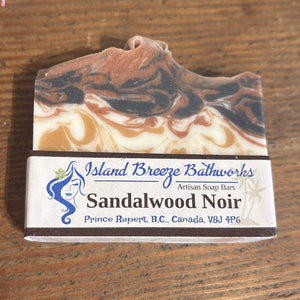 Island Breeze Bathworks
Artisan Soap Bars
Sandalwood Noir
Prince Rupert, B.C., Canada, V8J 4P6